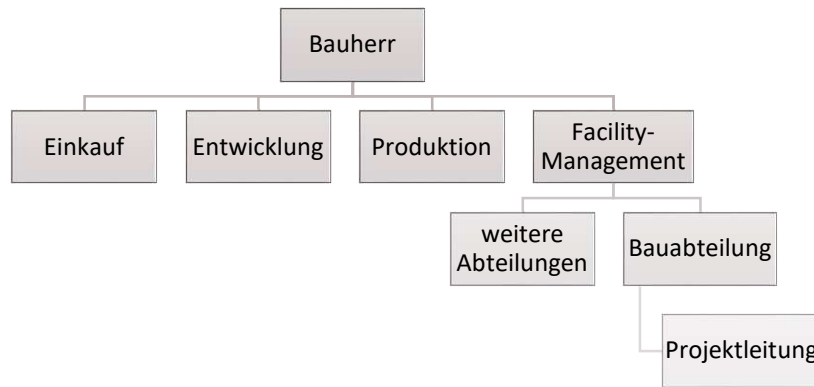 Bauherr
Einkauf
Entwicklung
Produktion
Facility-
Management
weitere
Abteilungen
Bauabteilung
Projektleitung